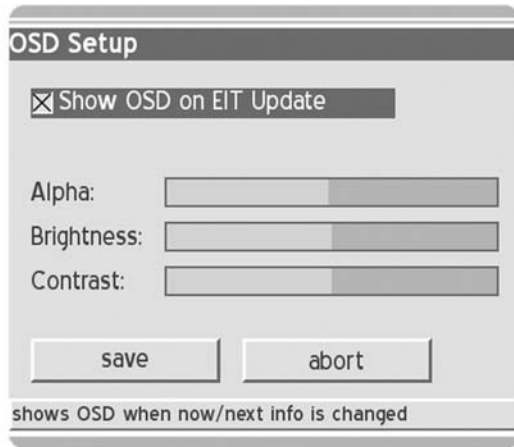 OSD Setup
Show OSD on EIT Update
Alpha:
Brightness:
Contrast:
save abort
shows OSD when now/next info is changed